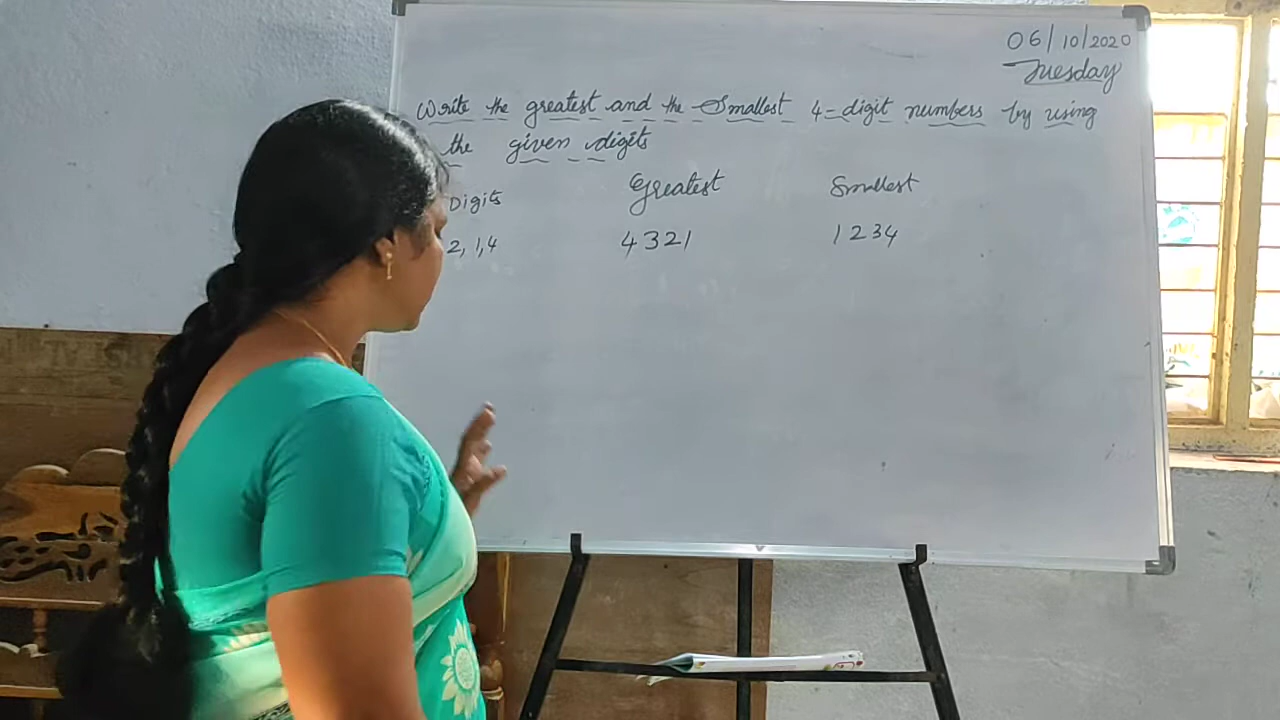 06/10/2020
Tuesday
Write the greatest and the Smallest 4-digit numbers by using
the given digits
Digits Greatest Smallest
2, 1, 4 4321 1234